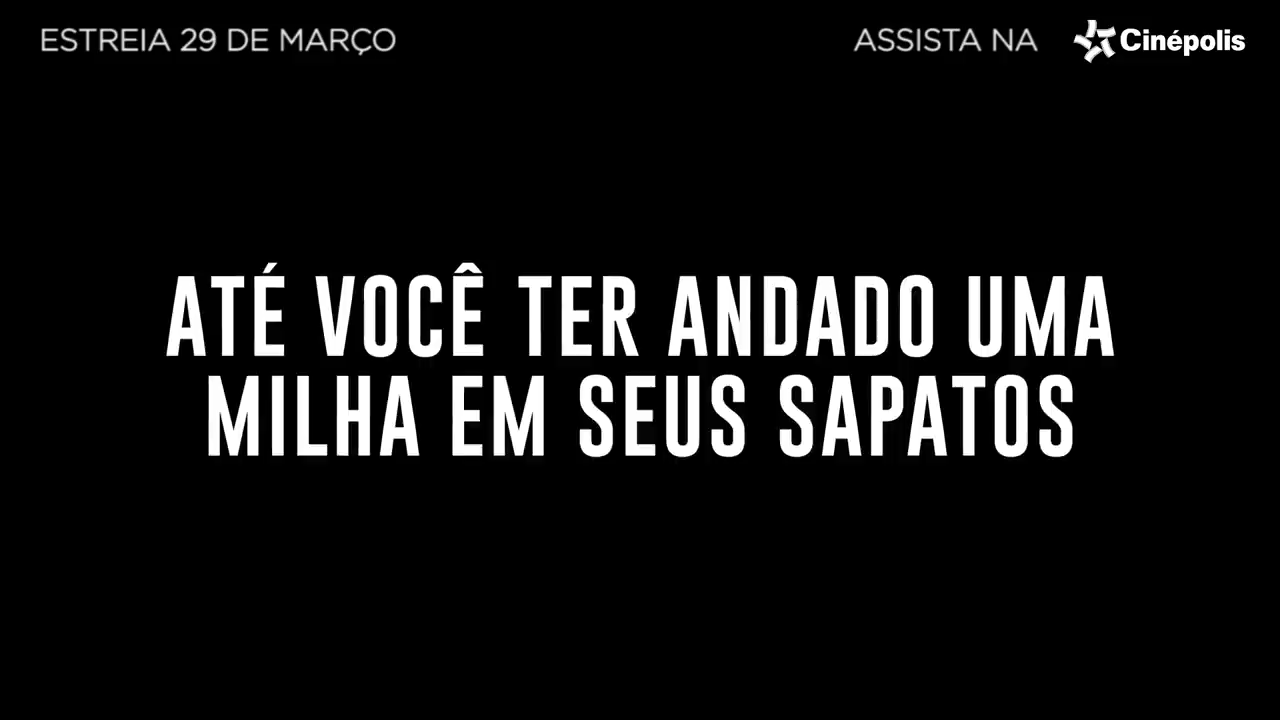 ESTREIA 29 DE MARÇO
ASSISTA NA Cinépolis
ATÉ VOCÊ TER ANDADO UMA
MILHA EM SEUS SAPATOS